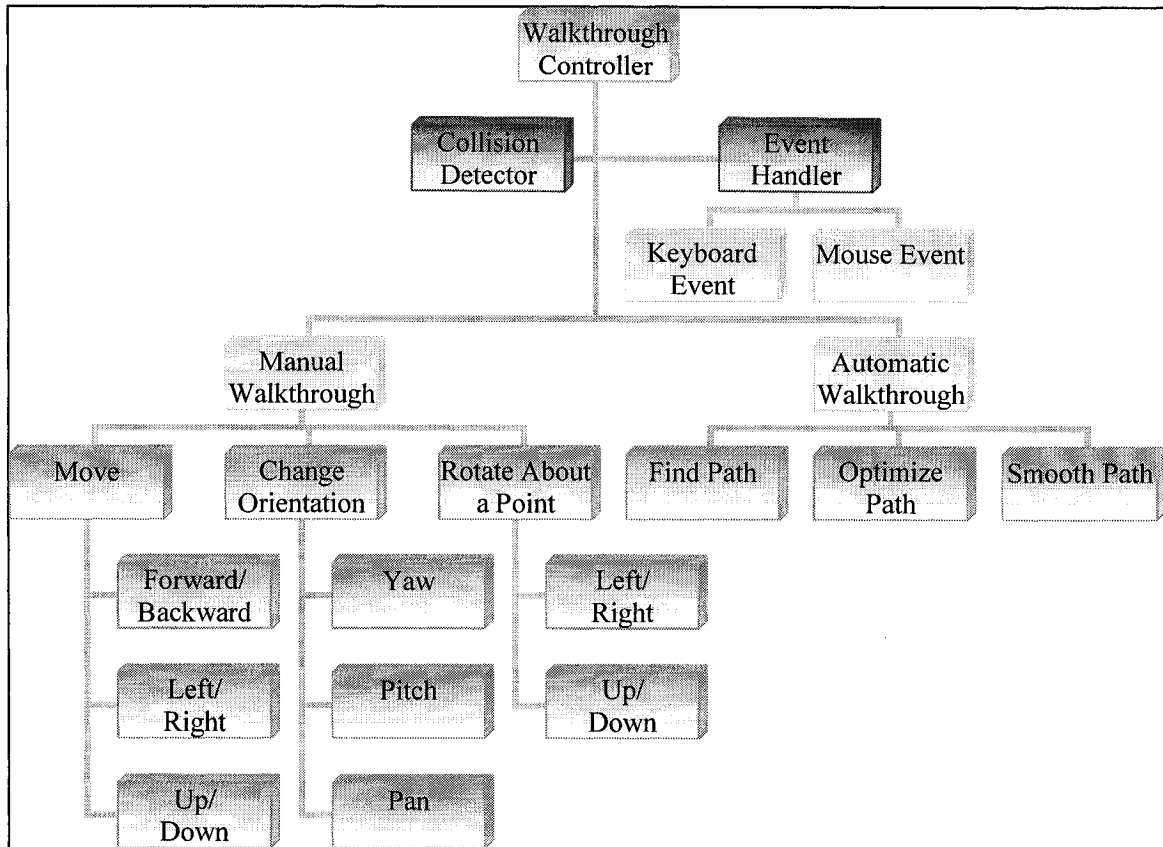 Walkthrough
Controller
Collision
Detector
Event
Handler
Keyboard
Event
Mouse Event
Manual
Walkthrough
Automatic
Walkthrough
Move
Change
Orientation
Rotate About
a Point
Find Path
Optimize
Path
Smooth Path
Forward/
Backward
Yaw
Left/
Right
Left/
Right
Pitch
Up/
Down
Up/
Down
Pan